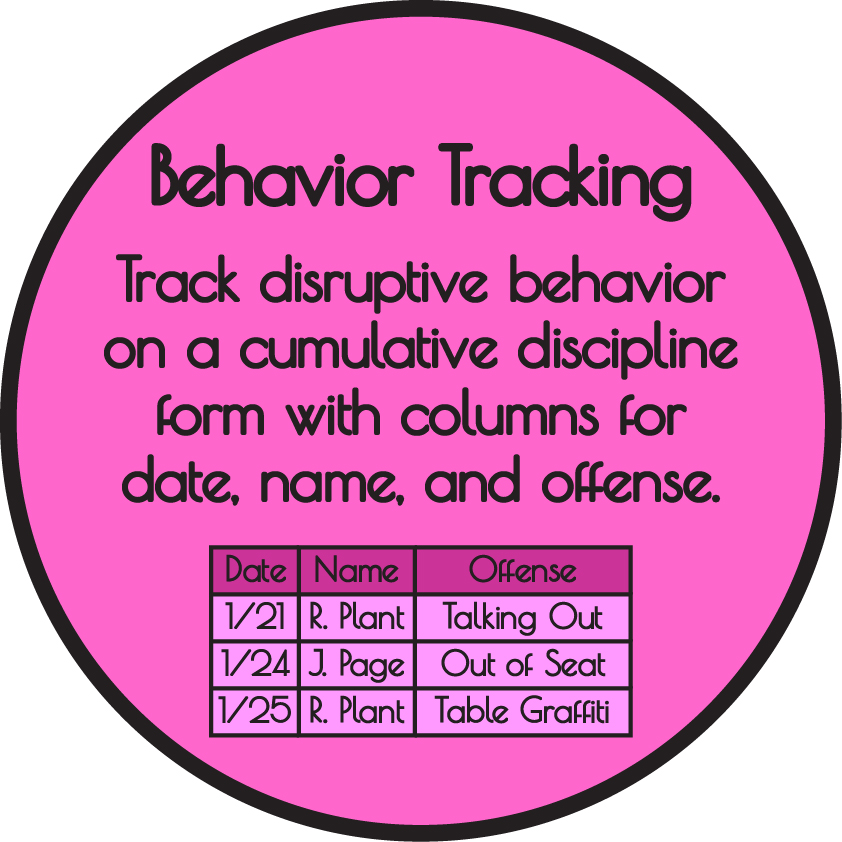 Behavior Tracking
Track disruptive behavior
on a cumulative discipline
form with columns for
date, name, and offense.
Date Name Offense
1/21 R. Plant Talking Out
1/24 J. Page Out of Seat
1/25 R. Plant Table Graffiti